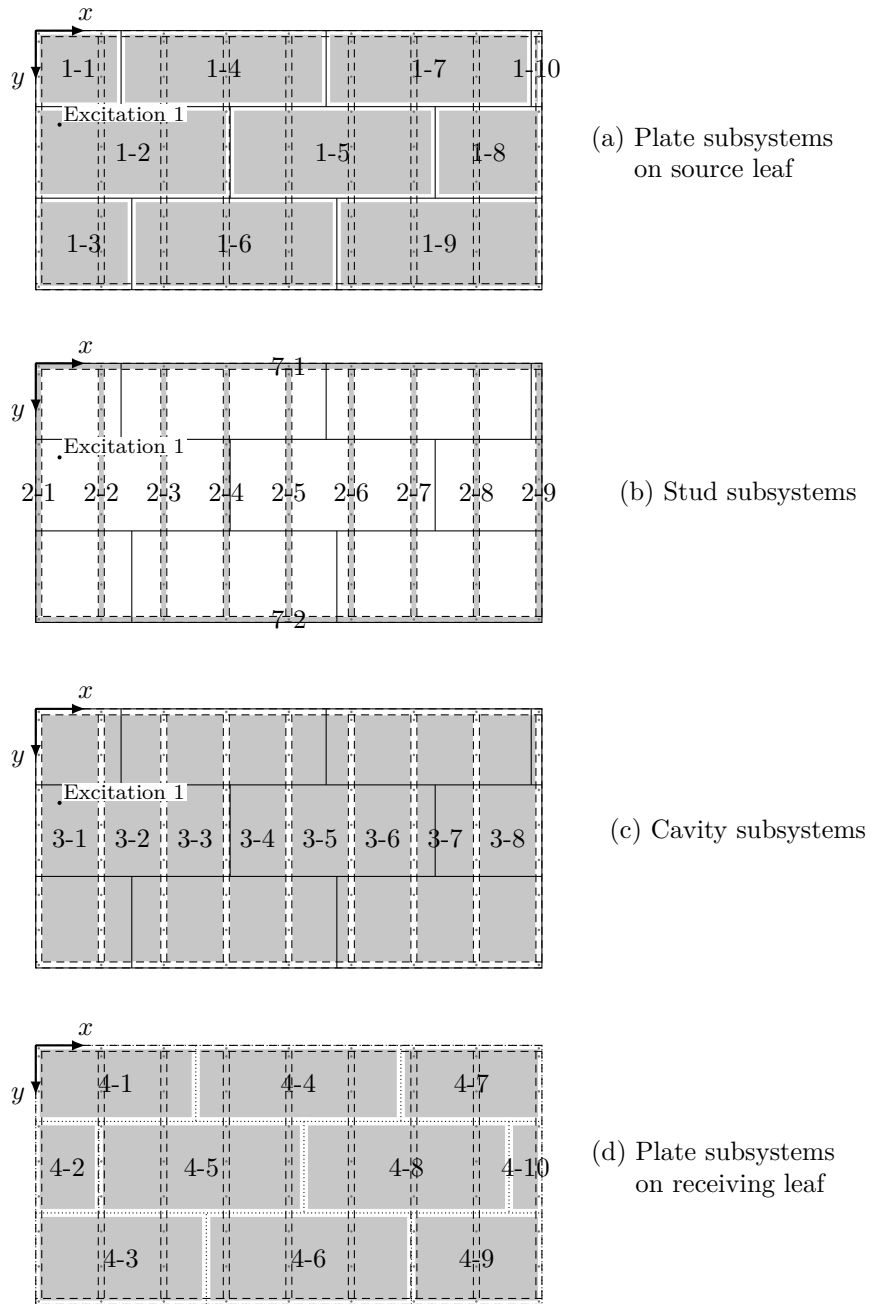 x
y
1-1 1-4 1-7 1-10
Excitation 1
1-2 1-5 1-8
1-3 1-6 1-9
(a) Plate subsystems
on source leaf
x
y
7-1
Excitation 1
2-1 2-2 2-3 2-4 2-5 2-6 2-7 2-8 2-9
7-2
(b) Stud subsystems
x
y
Excitation 1
3-1 3-2 3-3 3-4 3-5 3-6 3-7 3-8
(c) Cavity subsystems
x
y
4-1 4-4 4-7
4-2 4-5 4-8 4-10
4-3 4-6 4-9
(d) Plate subsystems
on receiving leaf